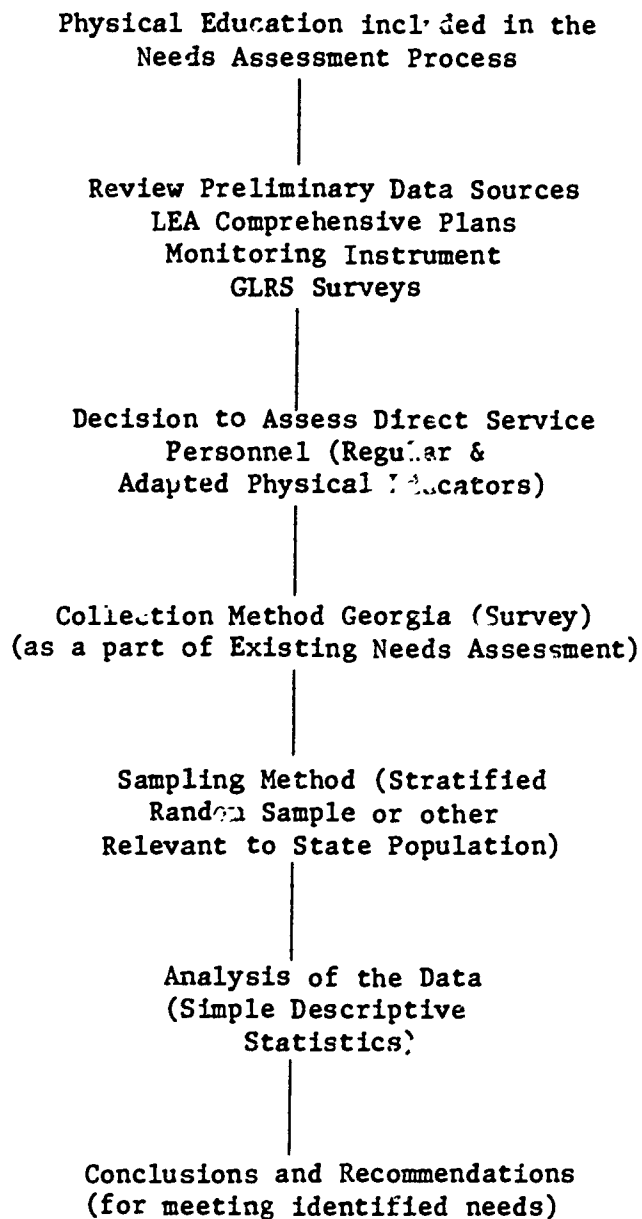 Physical Education included in the
Needs Assessment Process
Review Preliminary Data Sources
LEA Comprehensive Plans
Monitoring Instrument
GLRS Surveys
Decision to Assess Direct Service
Personnel (Regular &
Adapted Physical Educators)
Collection Method Georgia (Survey)
(as a part of Existing Needs Assessment)
Sampling Method (Stratified
Random Sample or other
Relevant to State Population)
Analysis of the Data
(Simple Descriptive
Statistics)
Conclusions and Recommendations
(for meeting identified needs)